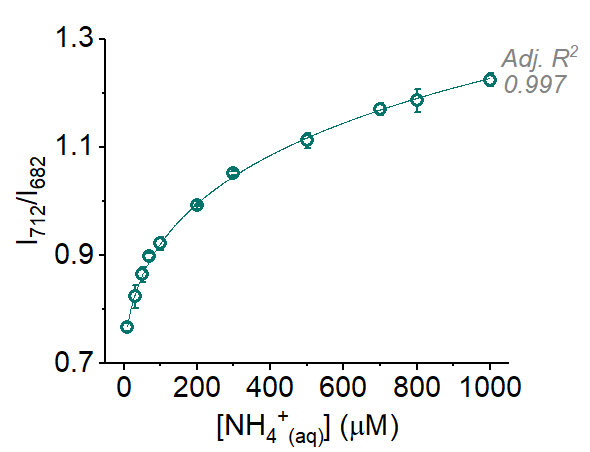 1.3
Adj. R²
0.997
1.1
I₇₁₂/I₆₈₂
0.9
0.7
0 200 400 600 800 1000
[NH₄⁺₍aq₎] (μM)